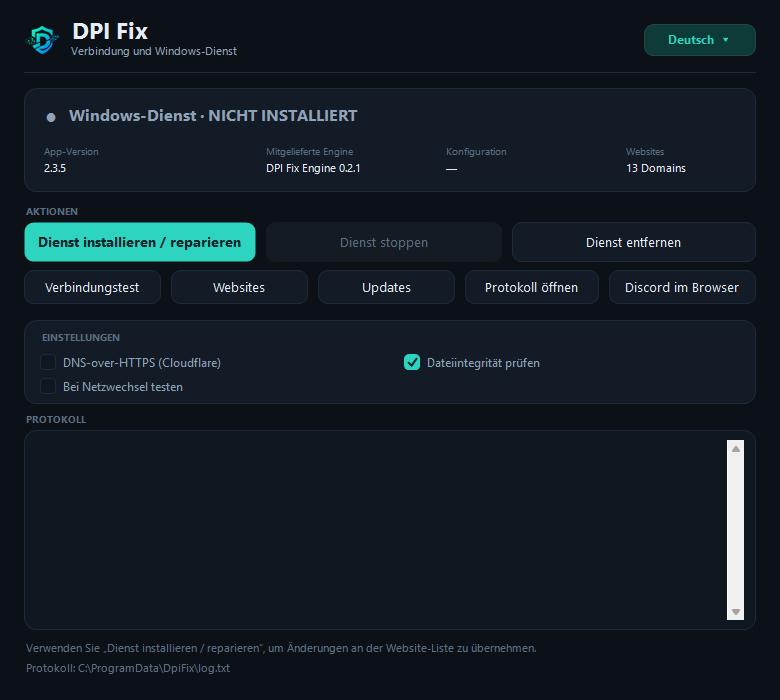 DPI Fix
Verbindung und Windows-Dienst
Deutsch
Windows-Dienst · NICHT INSTALLIERT
App-Version
Mitgelieferte Engine
Konfiguration
Websites
2.3.5
DPI Fix Engine 0.2.1
—
13 Domains
AKTIONEN
Dienst installieren / reparieren
Dienst stoppen
Dienst entfernen
Verbindungstest
Websites
Updates
Protokoll öffnen
Discord im Browser
EINSTELLUNGEN
DNS-over-HTTPS (Cloudflare)
Dateiintegrität prüfen
Bei Netzwechsel testen
PROTOKOLL
Verwenden Sie „Dienst installieren / reparieren“, um Änderungen an der Website-Liste zu übernehmen.
Protokoll: C:\ProgramData\DpiFix\log.txt